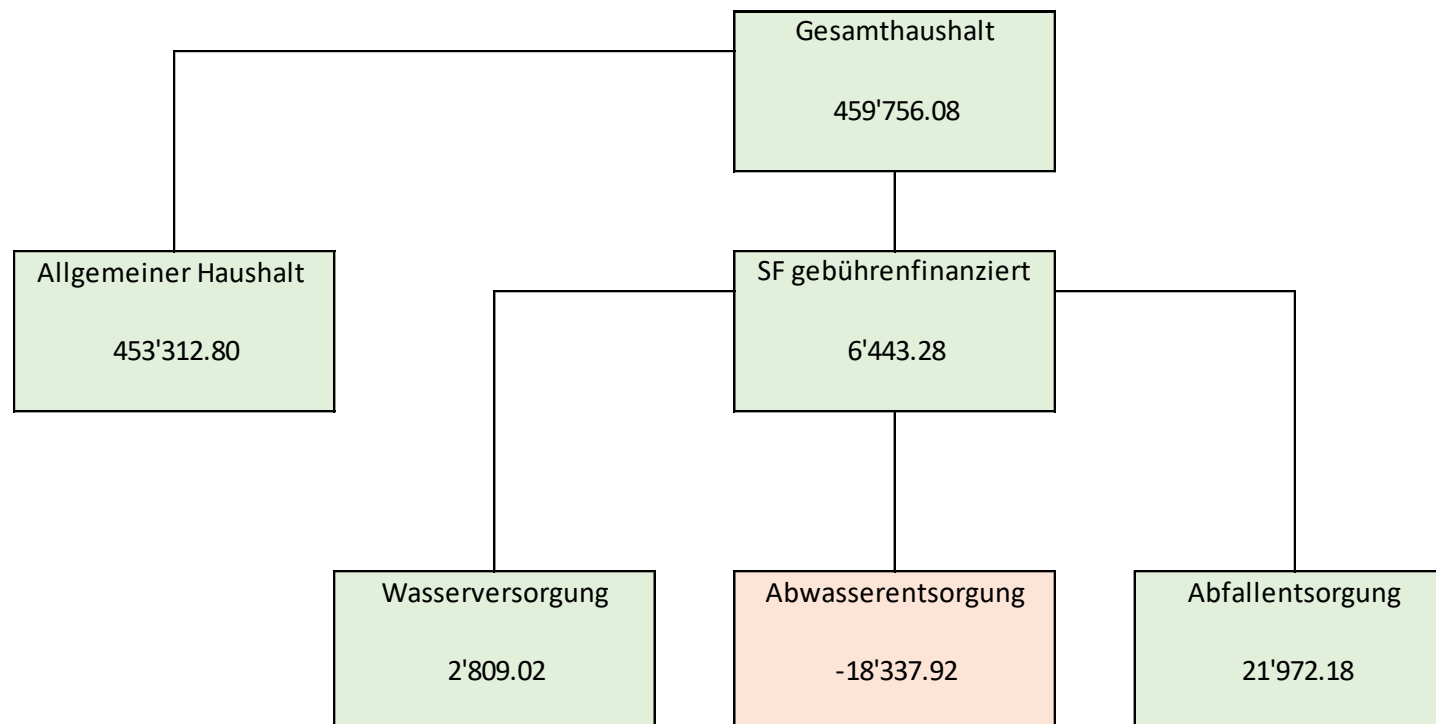 Gesamthaushalt
459'756.08
Allgemeiner Haushalt
453'312.80
SF gebührenfinanziert
6'443.28
Wasserversorgung
2'809.02
Abwasserentsorgung
-18'337.92
Abfallentsorgung
21'972.18